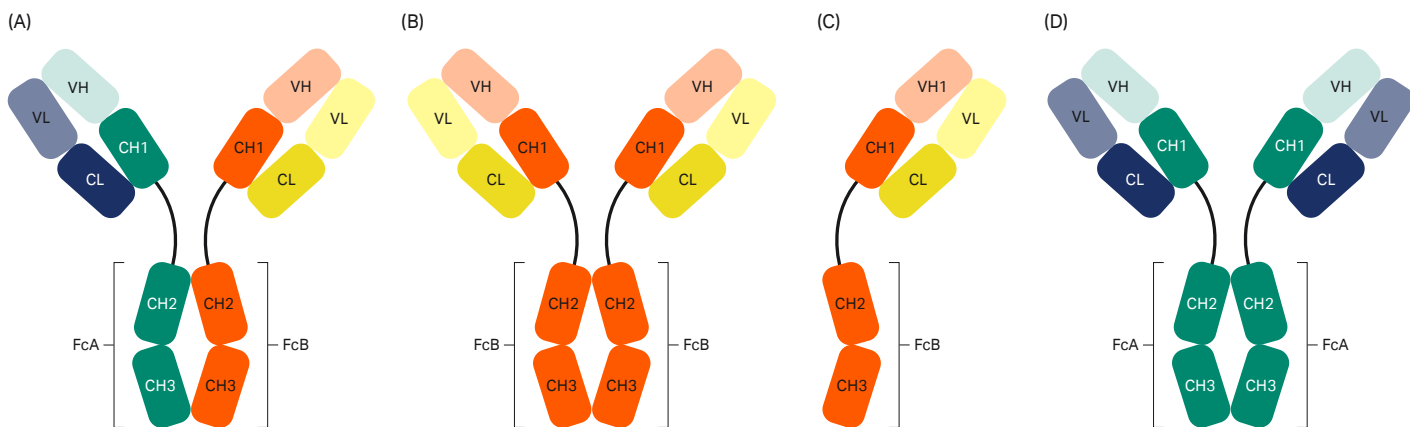 (A)
(B)
(C)
(D)
VH
VL
CH1
CL
VH
VL
CH1
CL
CH2
CH2
FcA
FcB
CH3
CH3
VH
VL
CH1
CL
VH
VL
CH1
CL
CH2
CH2
FcB
FcB
CH3
CH3
VH1
VL
CH1
CL
CH2
FcB
CH3
VH
VL
CH1
CL
VH
VL
CH1
CL
CH2
CH2
FcA
FcA
CH3
CH3